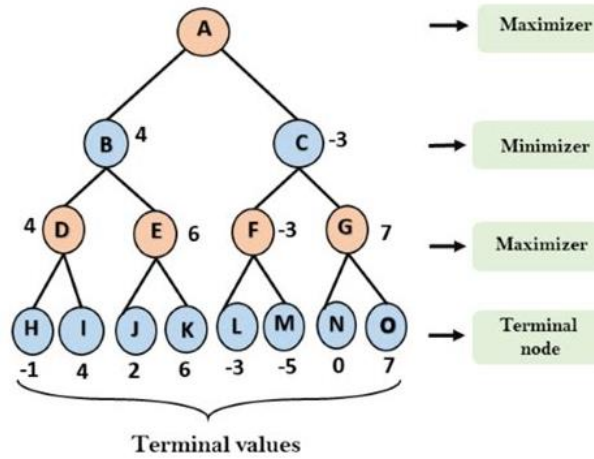 A
Maximizer
B 4 C -3
Minimizer
4 D E 6 F -3 G 7
Maximizer
H I J K L M N O
Terminal
node
-1 4 2 6 -3 -5 0 7
Terminal values